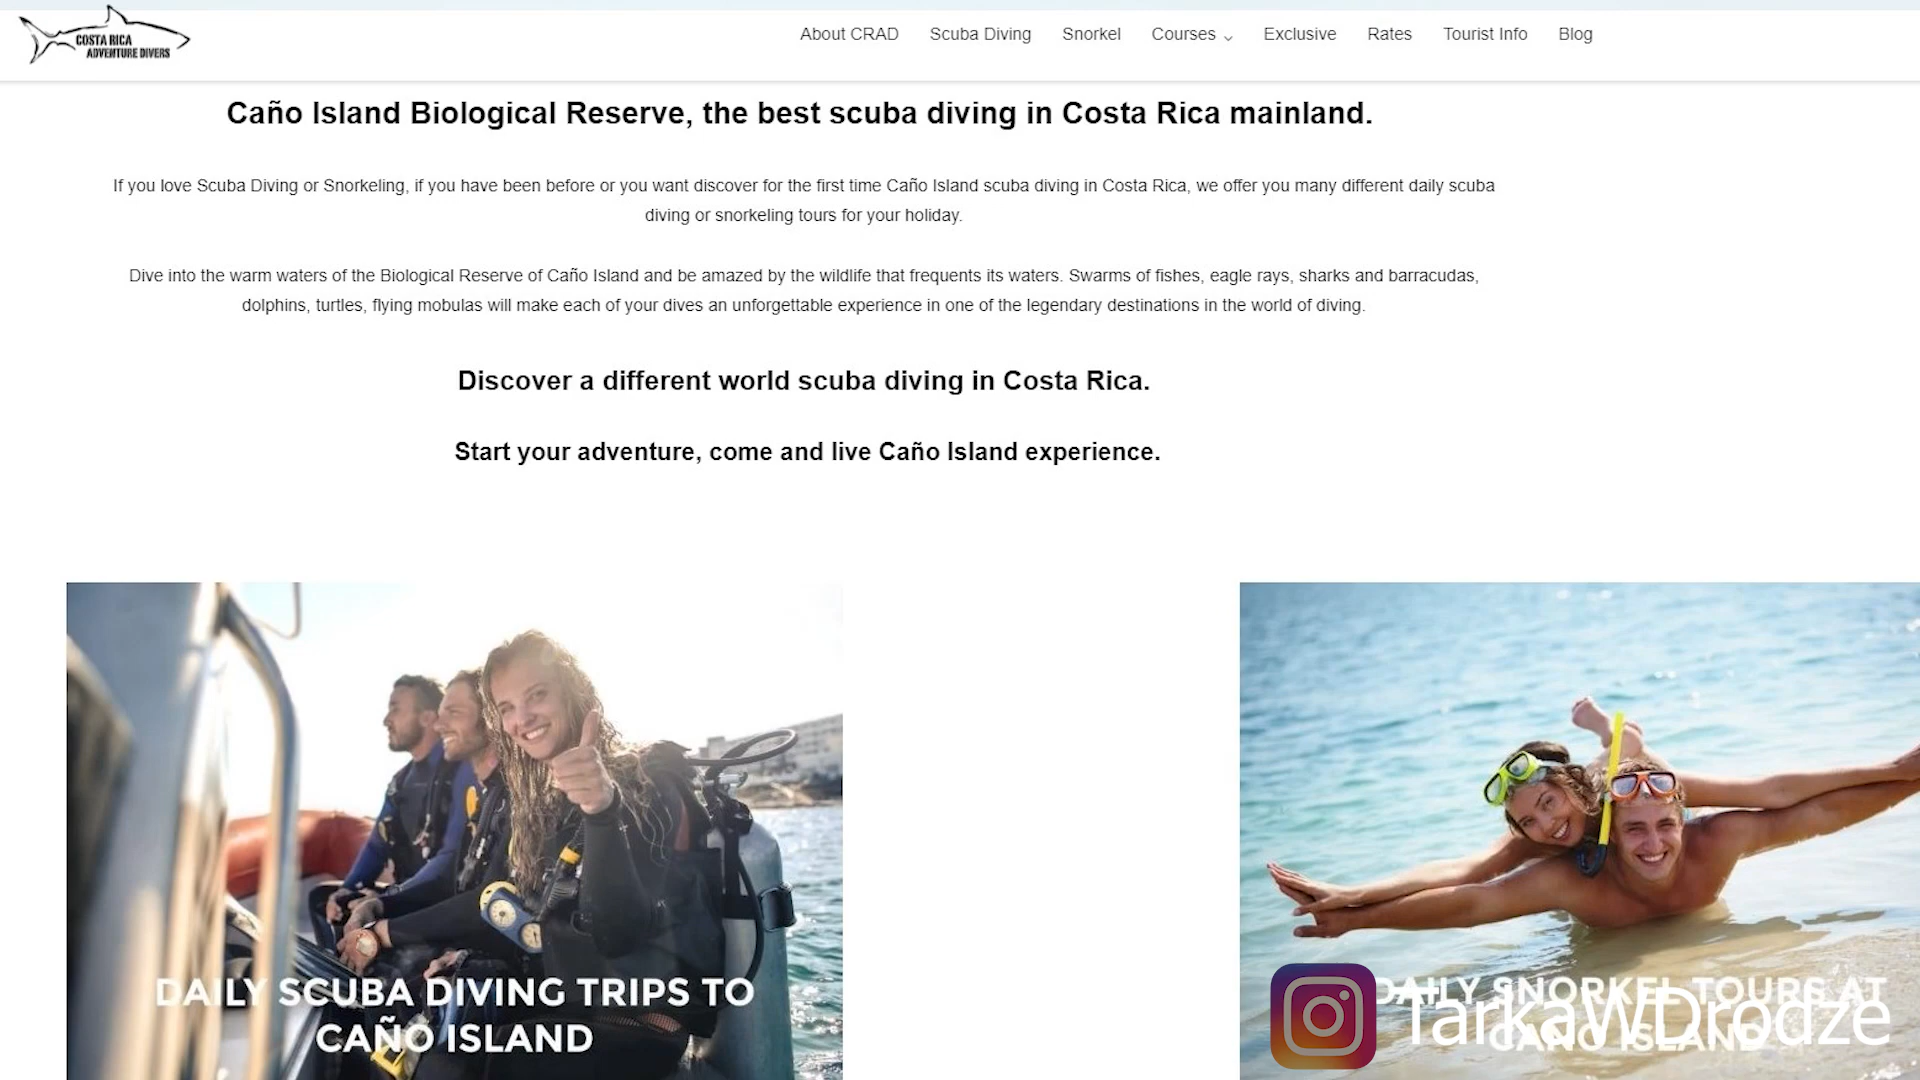 COSTA RICA
ADVENTURE DIVERS
About CRAD Scuba Diving Snorkel Courses Exclusive Rates Tourist Info Blog
Caño Island Biological Reserve, the best scuba diving in Costa Rica mainland.
If you love Scuba Diving or Snorkeling, if you have been before or you want discover for the first time Caño Island scuba diving in Costa Rica, we offer you many different daily scuba
diving or snorkeling tours for your holiday.
Dive into the warm waters of the Biological Reserve of Caño Island and be amazed by the wildlife that frequents its waters. Swarms of fishes, eagle rays, sharks and barracudas,
dolphins, turtles, flying mobulas will make each of your dives an unforgettable experience in one of the legendary destinations in the world of diving.
Discover a different world scuba diving in Costa Rica.
Start your adventure, come and live Caño Island experience.
DAILY SCUBA DIVING TRIPS TO
CAÑO ISLAND
DAILY SNORKEL TOURS AT
CAÑO ISLAND
TarkaWDrodze